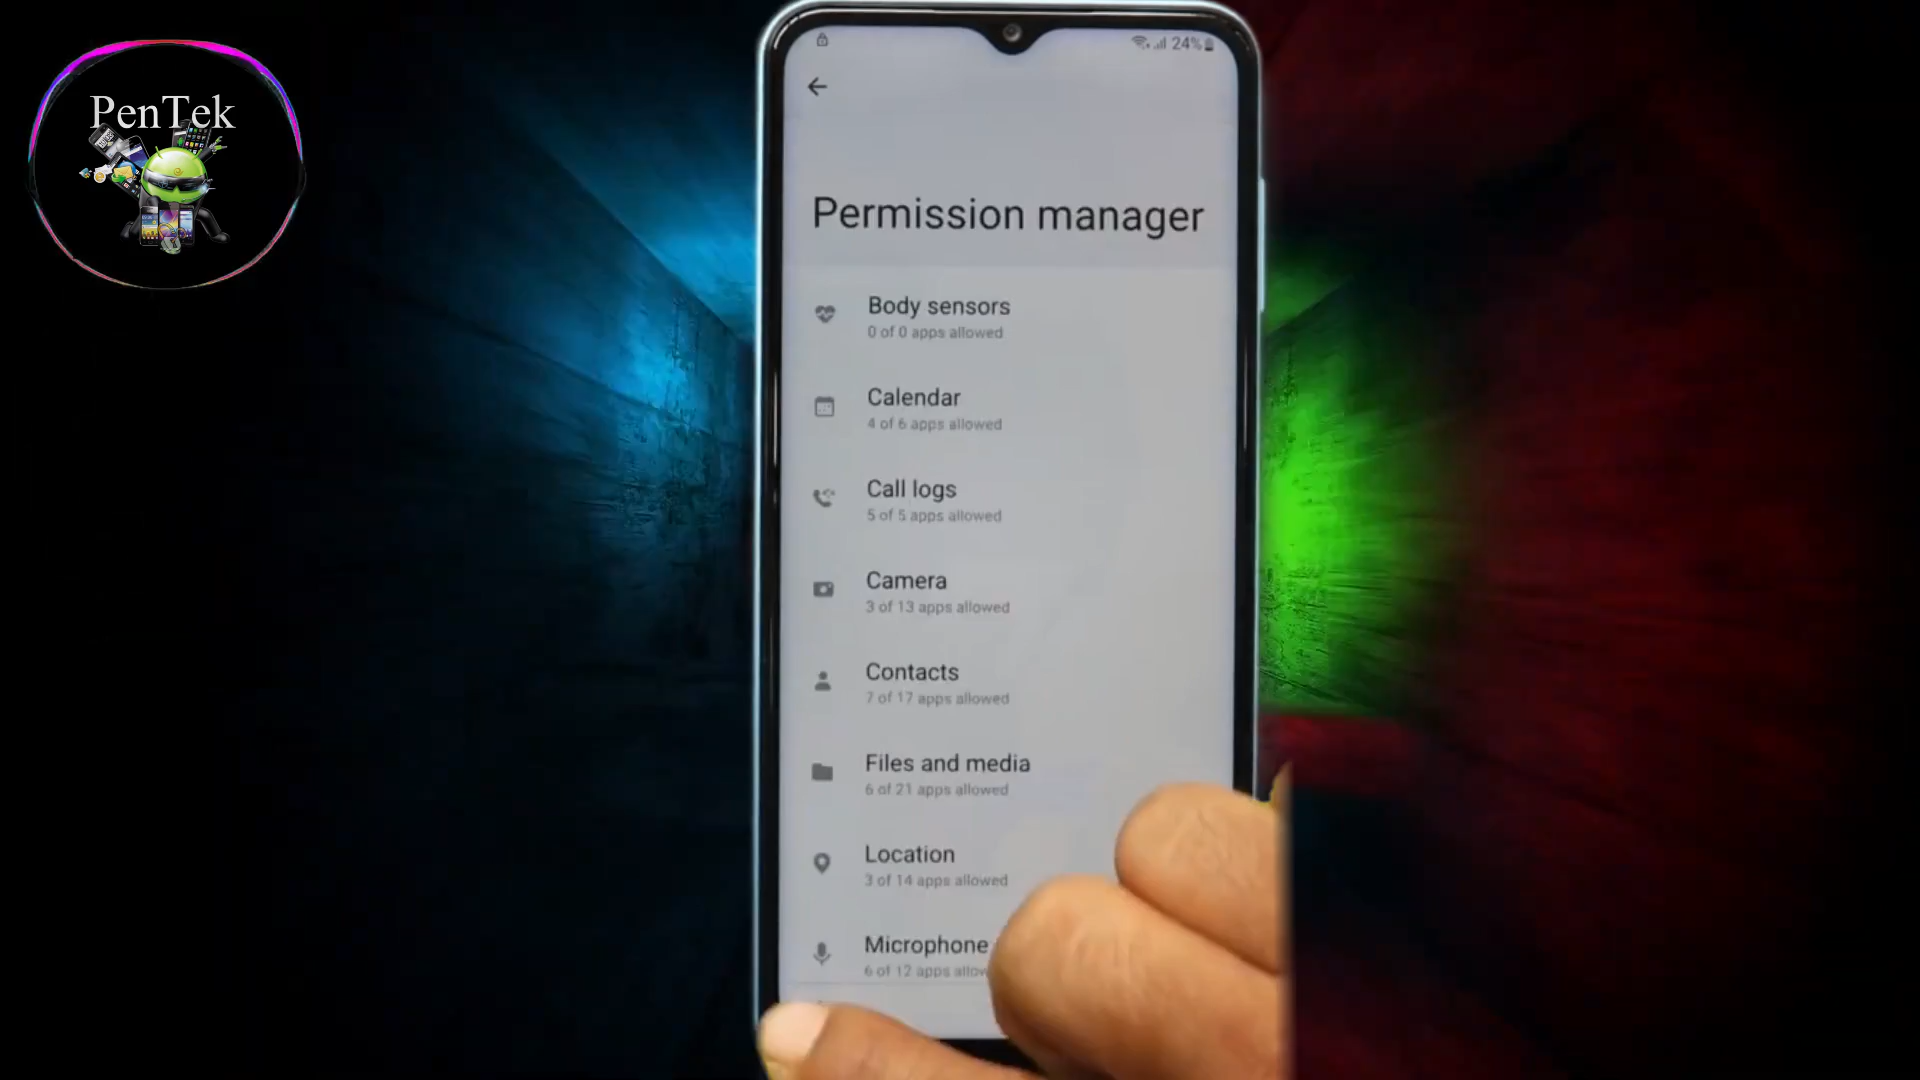 PenTek
24%
Permission manager
Body sensors
0 of 0 apps allowed
Calendar
4 of 6 apps allowed
Call logs
5 of 5 apps allowed
Camera
3 of 13 apps allowed
Contacts
7 of 17 apps allowed
Files and media
6 of 21 apps allowed
Location
3 of 14 apps allowed
Microphone
6 of 12 apps allow